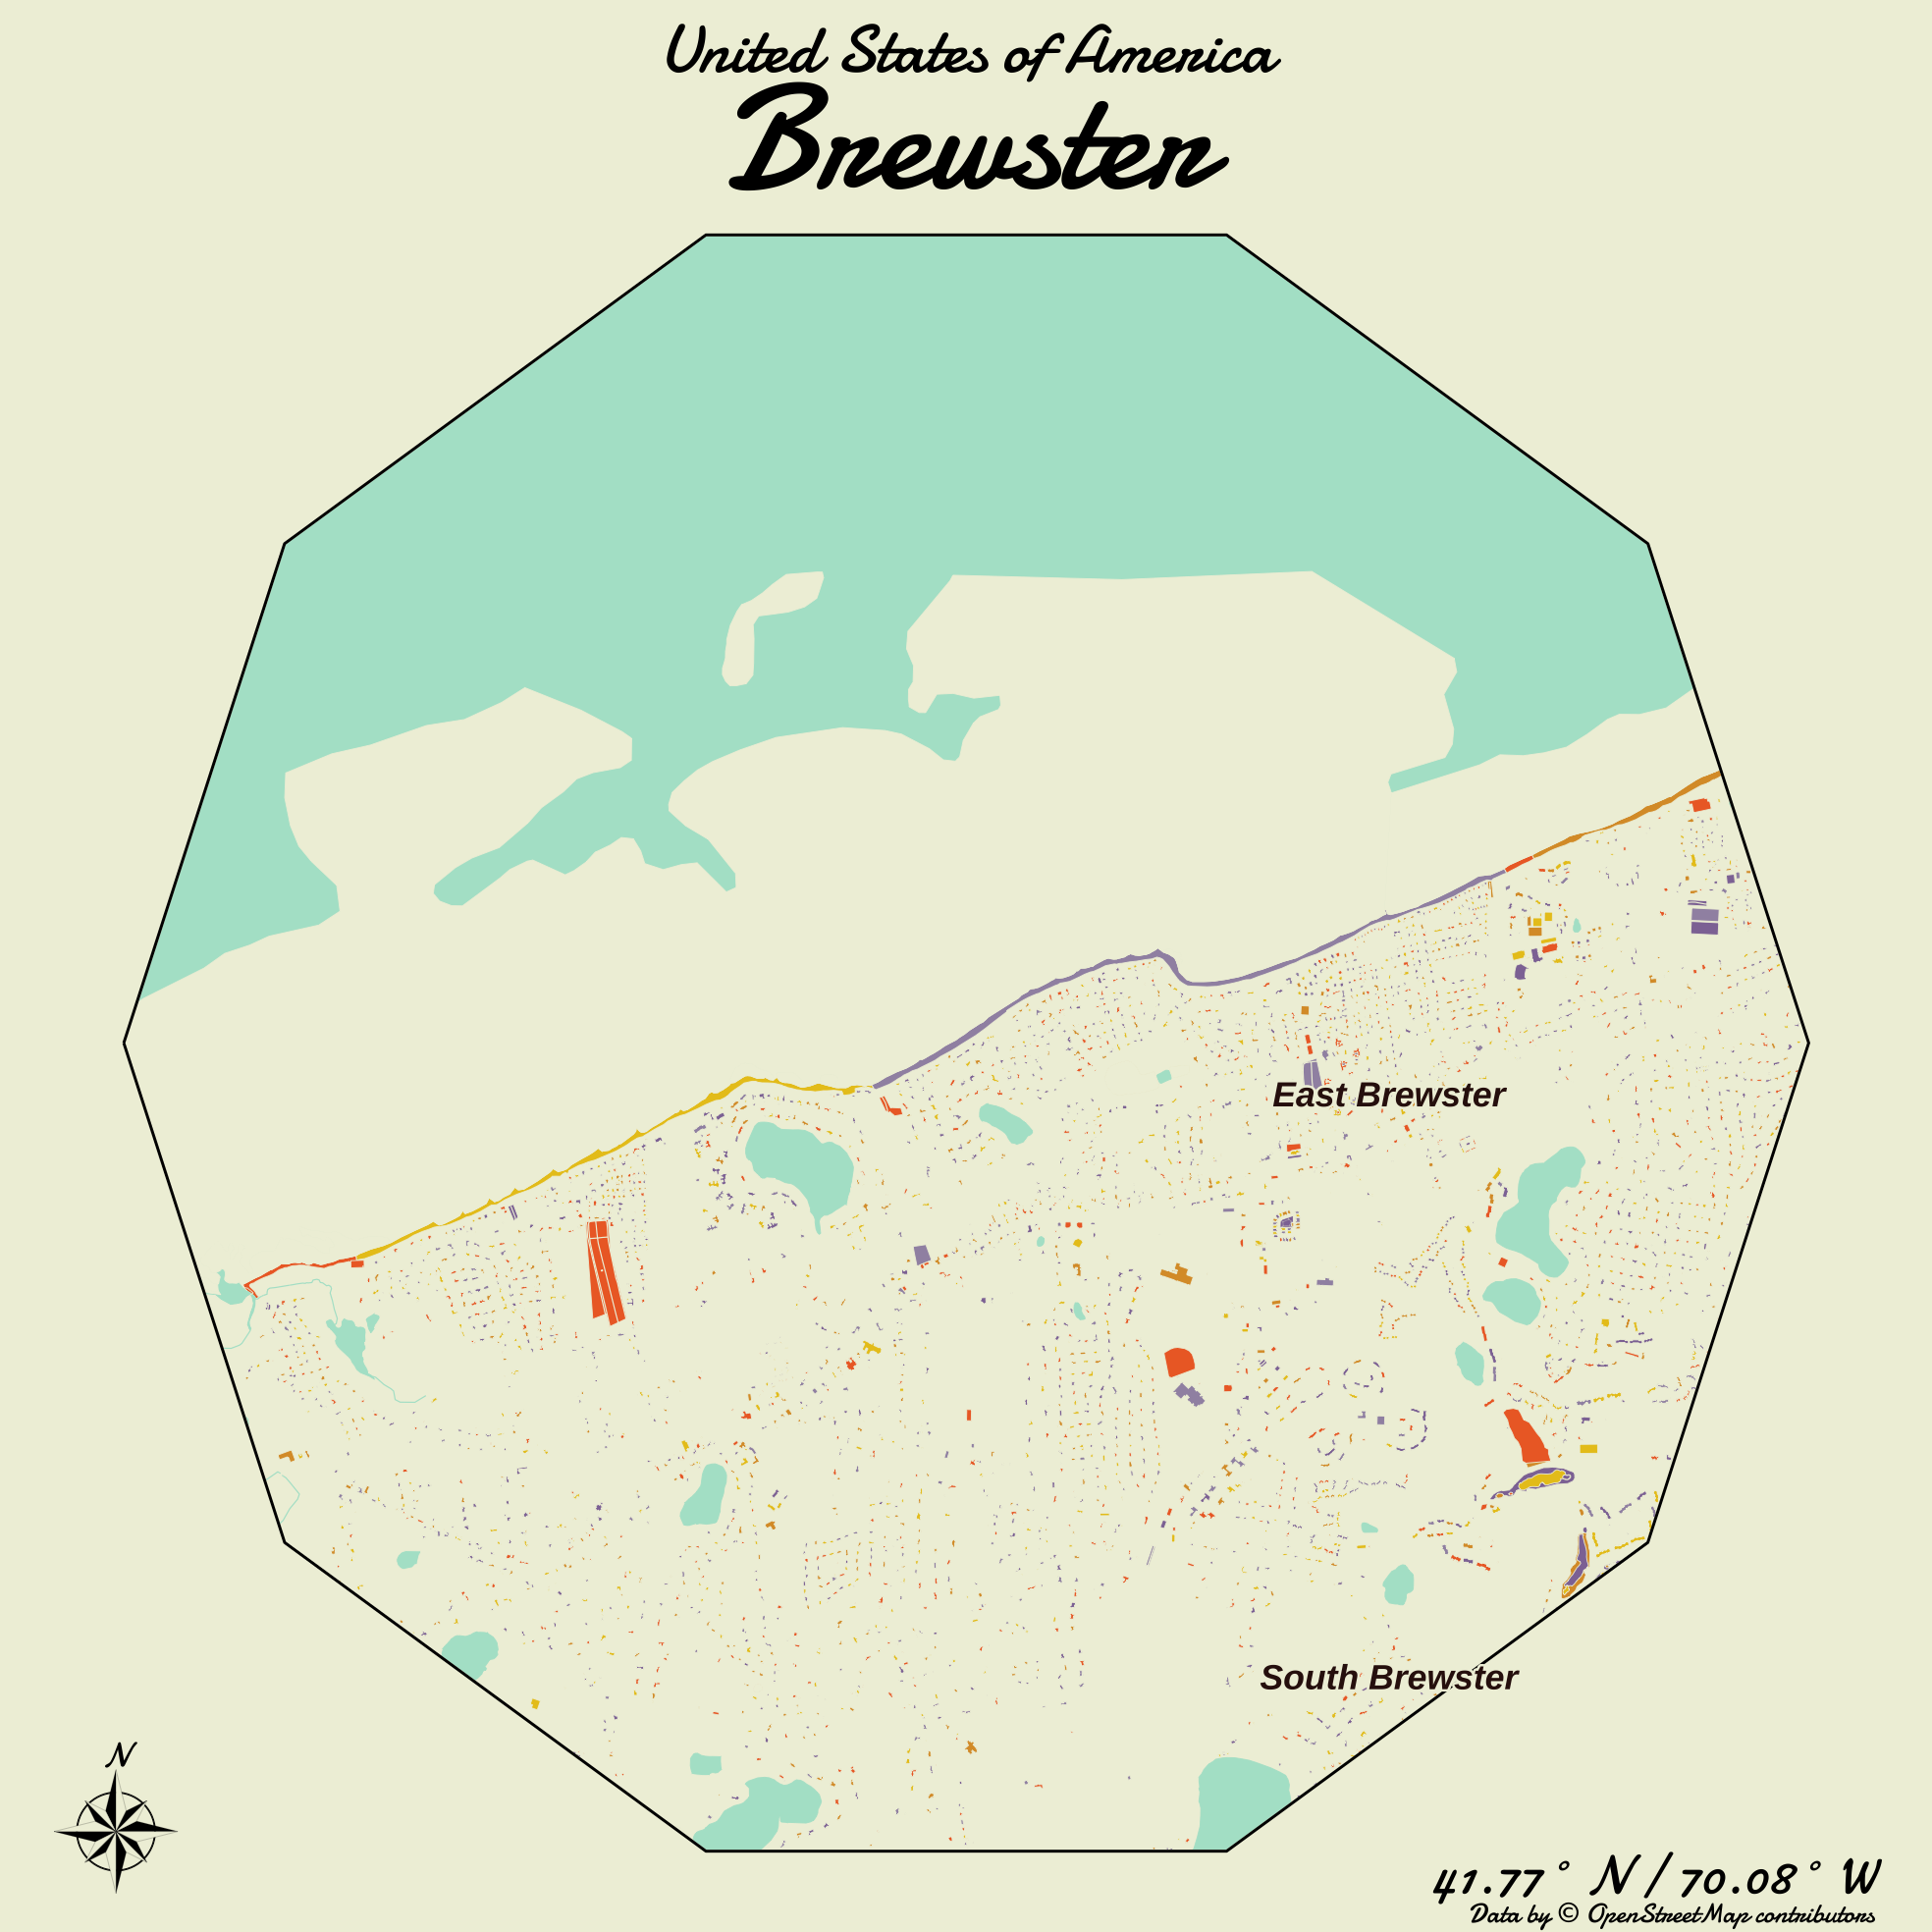 United States of America
Brewster
East Brewster
South Brewster
N
41.77° N / 70.08° W
Data by © OpenStreetMap contributors